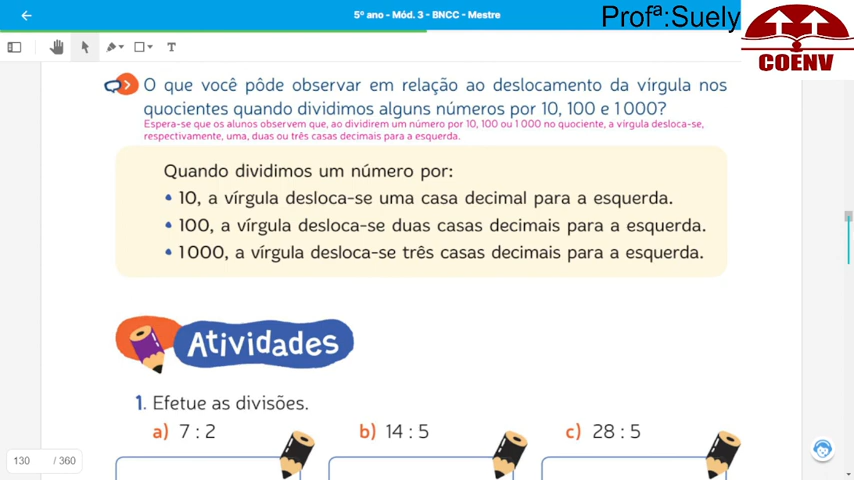 5º ano - Mód. 3 - BNCC - Mestre
Profª:Suely
COENV
T
O que você pôde observar em relação ao deslocamento da vírgula nos
quocientes quando dividimos alguns números por 10, 100 e 1 000?
Espera-se que os alunos observem que, ao dividirem um número por 10, 100 ou 1 000 no quociente, a vírgula desloca-se,
respectivamente, uma, duas ou três casas decimais para a esquerda.
Quando dividimos um número por:
• 10, a vírgula desloca-se uma casa decimal para a esquerda.
• 100, a vírgula desloca-se duas casas decimais para a esquerda.
• 1 000, a vírgula desloca-se três casas decimais para a esquerda.
Atividades
1. Efetue as divisões.
a) 7 : 2 b) 14 : 5 c) 28 : 5
130 / 360